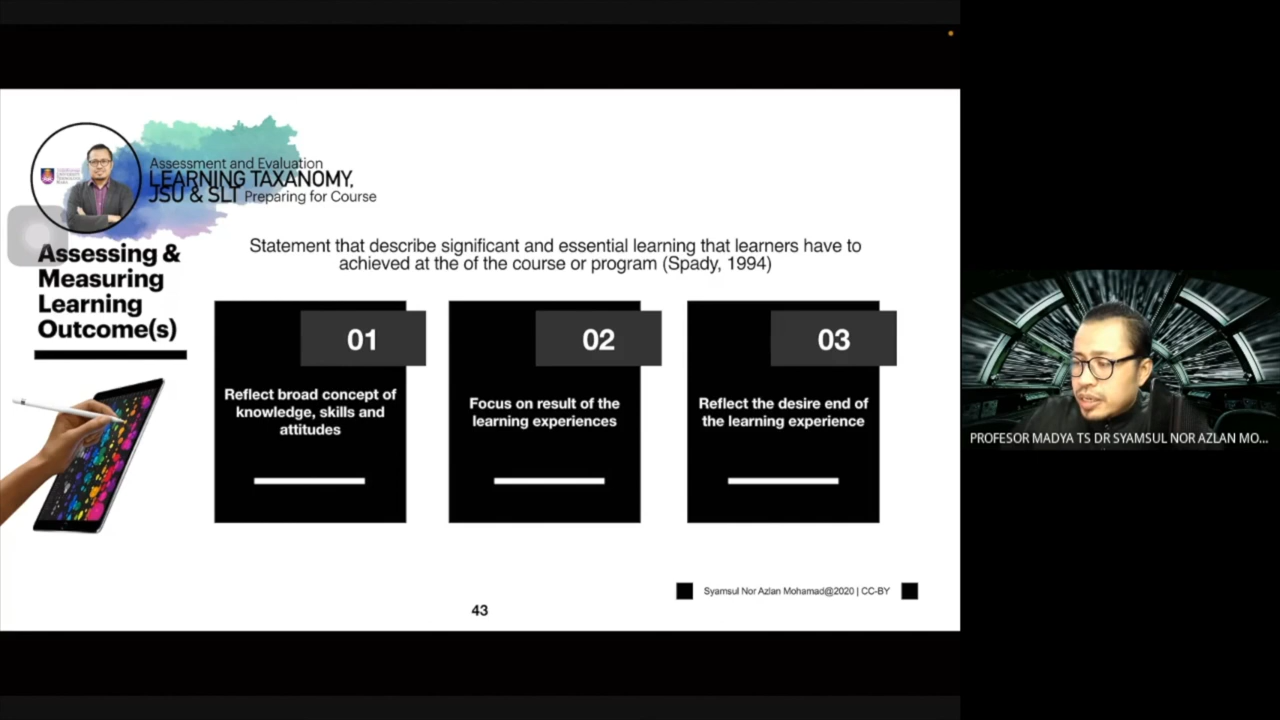 Assessment and Evaluation
LEARNING TAXANOMY,
JSU & SLT Preparing for Course
Assessing &
Measuring
Learning
Outcome(s)
Statement that describe significant and essential learning that learners have to
achieved at the of the course or program (Spady, 1994)
01
Reflect broad concept of
knowledge, skills and
attitudes
02
Focus on result of the
learning experiences
03
Reflect the desire end of
the learning experience
PROFESOR MADYA TS DR SYAMSUL NOR AZLAN MO...
Syamsul Nor Azlan Mohamad@2020 | CC-BY
43